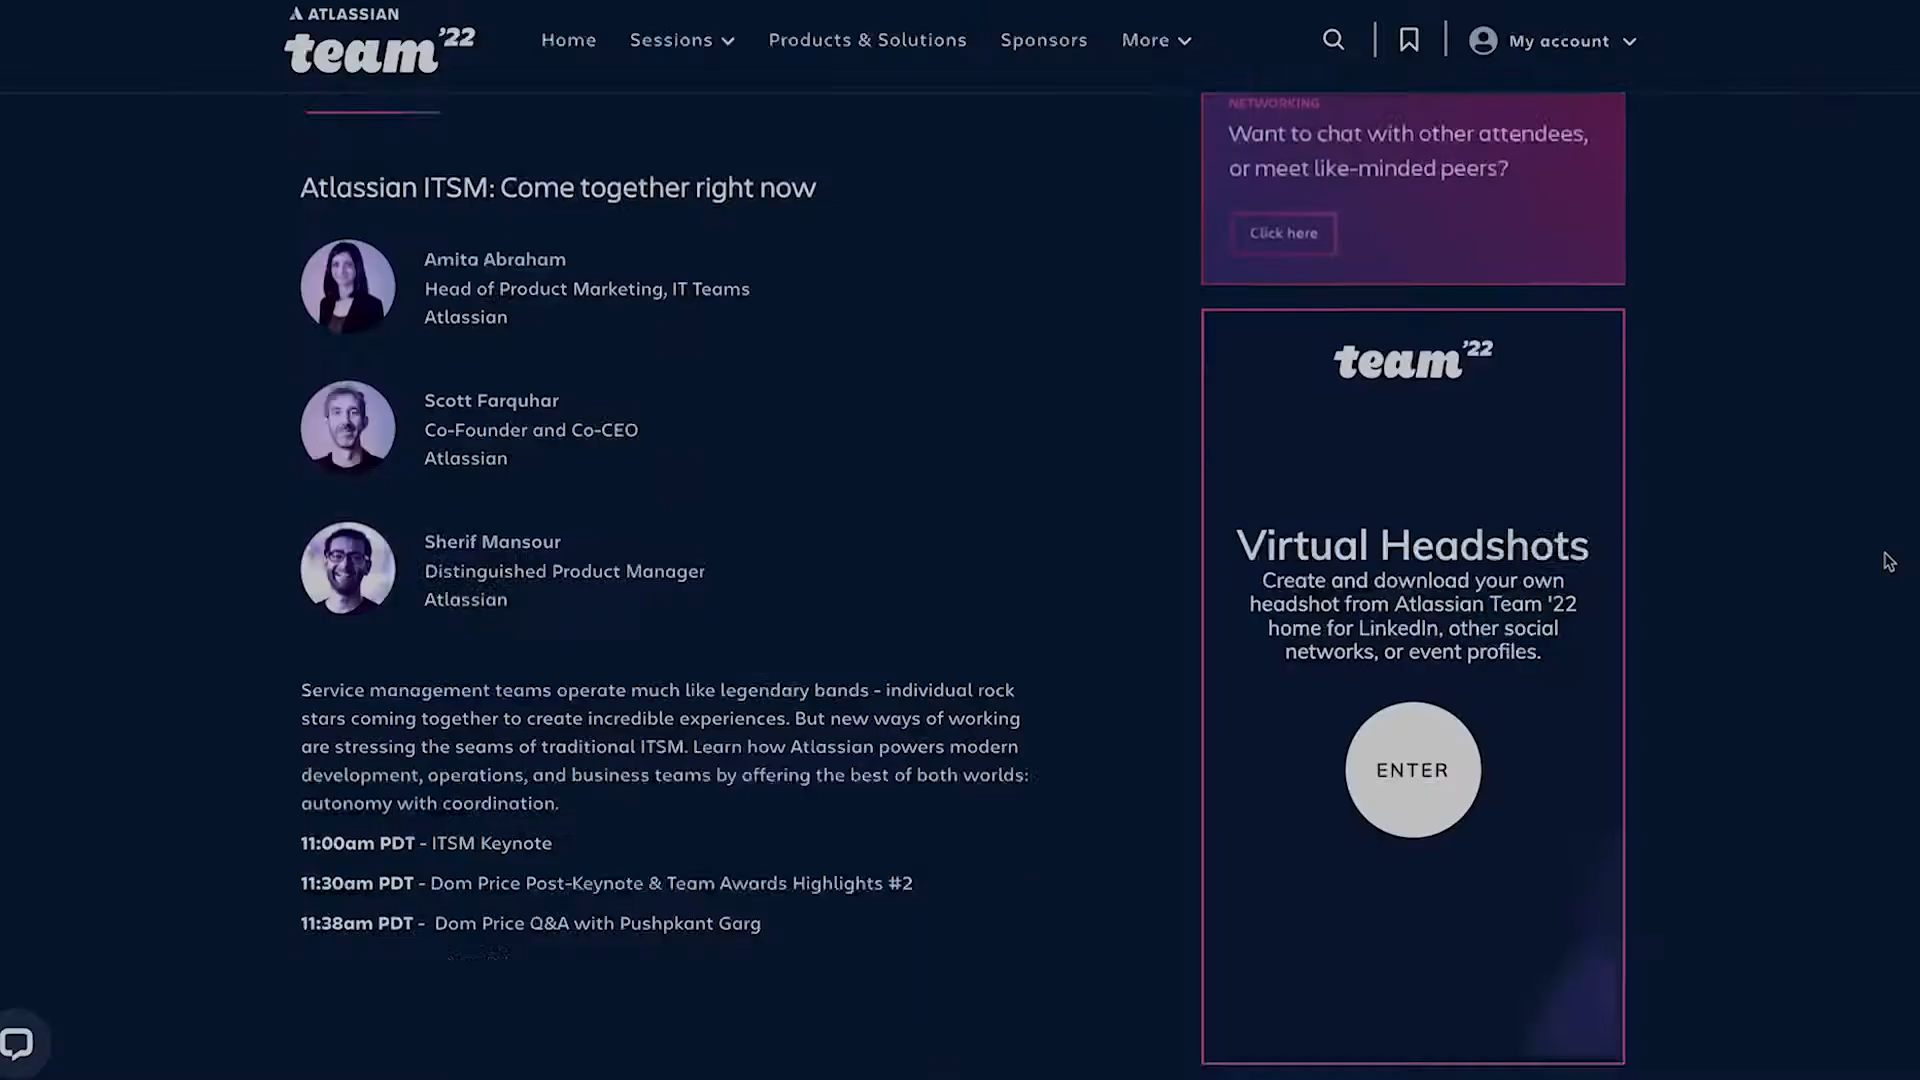 ATLASSIAN
team '22
Home
Sessions
Products & Solutions
Sponsors
More
My account
Atlassian ITSM: Come together right now
Amita Abraham
Head of Product Marketing, IT Teams
Atlassian
Scott Farquhar
Co-Founder and Co-CEO
Atlassian
Sherif Mansour
Distinguished Product Manager
Atlassian
Service management teams operate much like legendary bands - individual rock
stars coming together to create incredible experiences. But new ways of working
are stressing the seams of traditional ITSM. Learn how Atlassian powers modern
development, operations, and business teams by offering the best of both worlds:
autonomy with coordination.
11:00am PDT - ITSM Keynote
11:30am PDT - Dom Price Post-Keynote & Team Awards Highlights #2
11:38am PDT - Dom Price Q&A with Pushpkant Garg
NETWORKING
Want to chat with other attendees,
or meet like-minded peers?
Click here
team '22
Virtual Headshots
Create and download your own
headshot from Atlassian Team '22
home for LinkedIn, other social
networks, or event profiles.
ENTER